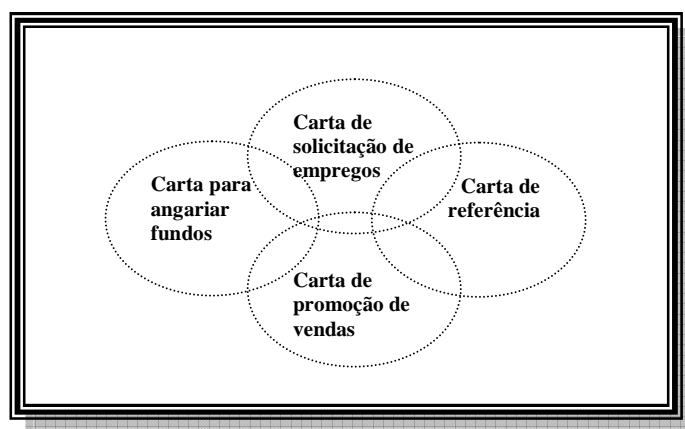 Carta de
solicitação de
empregos
Carta para
angariar
fundos
Carta de
referência
Carta de
promoção de
vendas